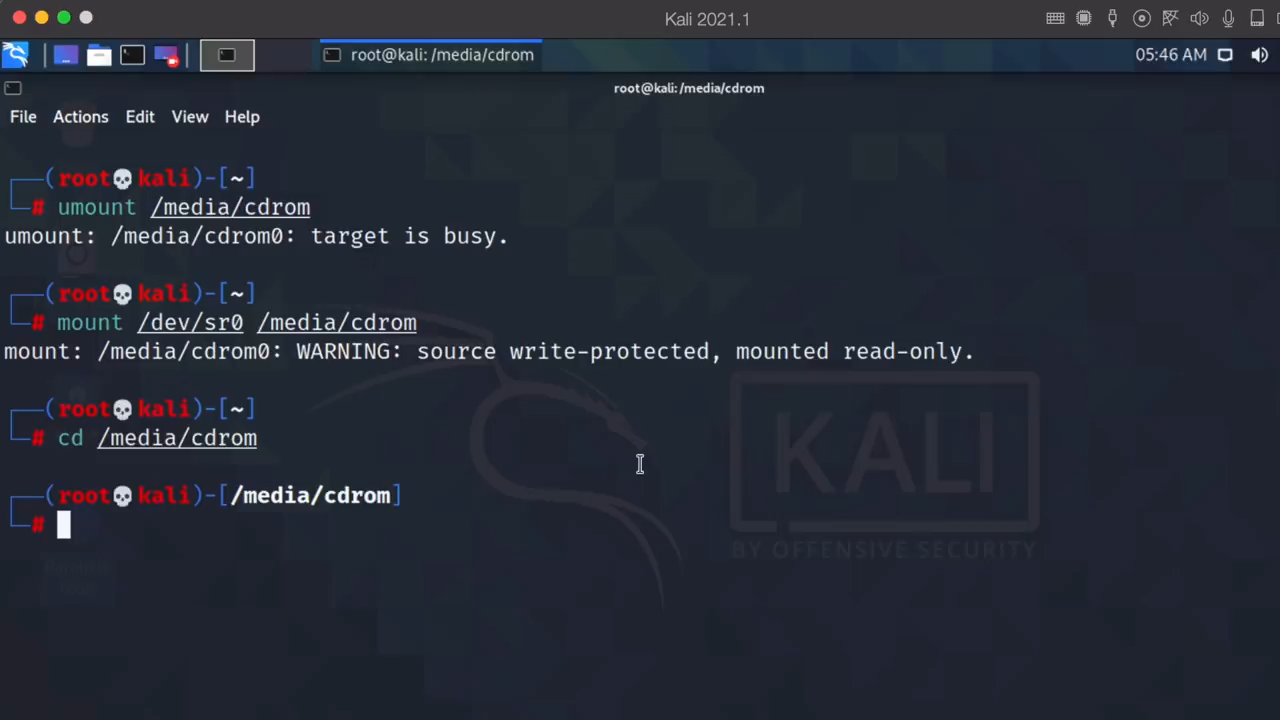 Kali 2021.1
root@kali: /media/cdrom
05:46 AM
root@kali: /media/cdrom
File Actions Edit View Help
┌──(root💀kali)-[~]
└─# umount /media/cdrom
umount: /media/cdrom0: target is busy.
┌──(root💀kali)-[~]
└─# mount /dev/sr0 /media/cdrom
mount: /media/cdrom0: WARNING: source write-protected, mounted read-only.
┌──(root💀kali)-[~]
└─# cd /media/cdrom
┌──(root💀kali)-[/media/cdrom]
└─#
KALI
BY OFFENSIVE SECURITY